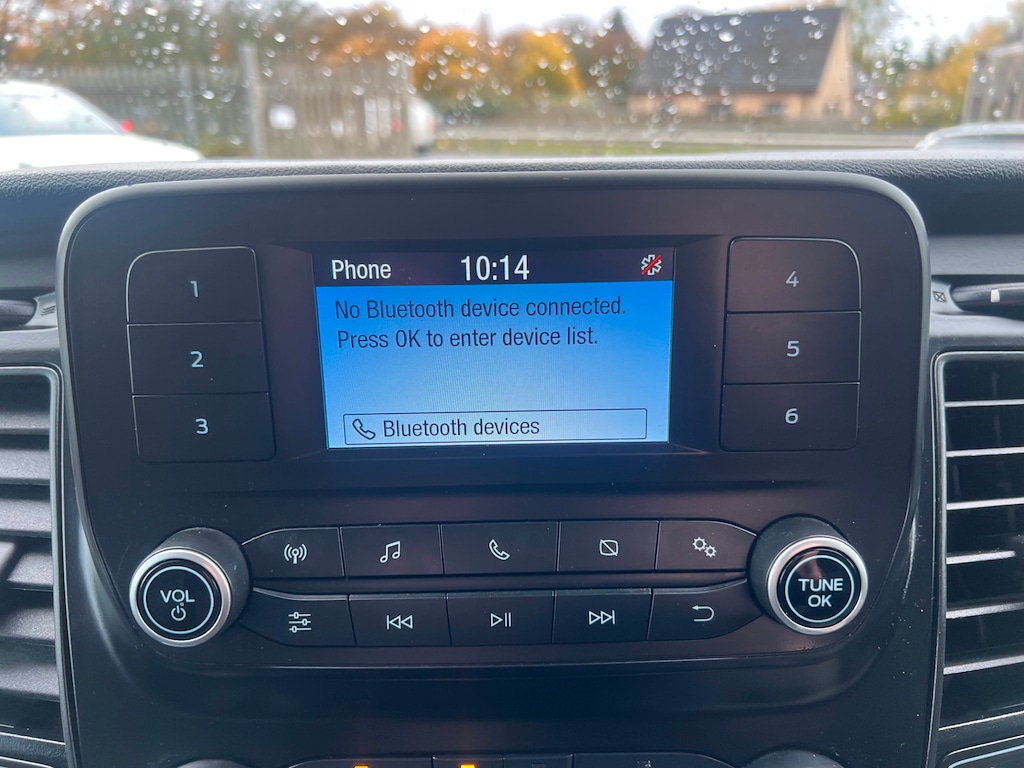 Phone 10:14
No Bluetooth device connected.
Press OK to enter device list.
Bluetooth devices
1
2
3
4
5
6
VOL
TUNE
OK